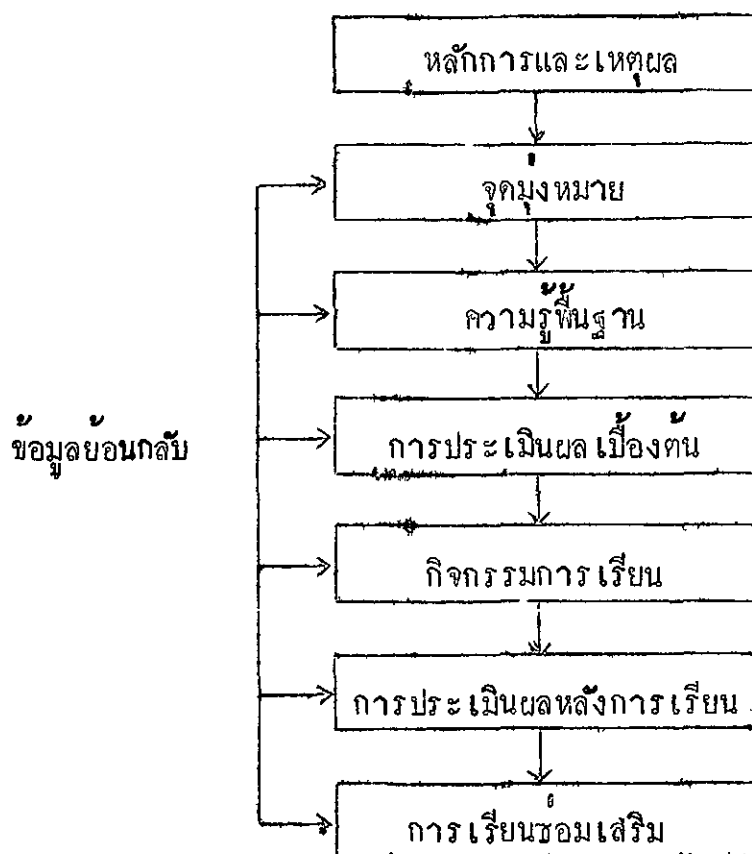 หลักการและเหตุผล
จุดมุ่งหมาย
ความรู้พื้นฐาน
ข้อมูลย้อนกลับ
การประเมินผลเบื้องต้น
กิจกรรมการเรียน
การประเมินผลหลังการเรียน
การเรียนซอมเสริม